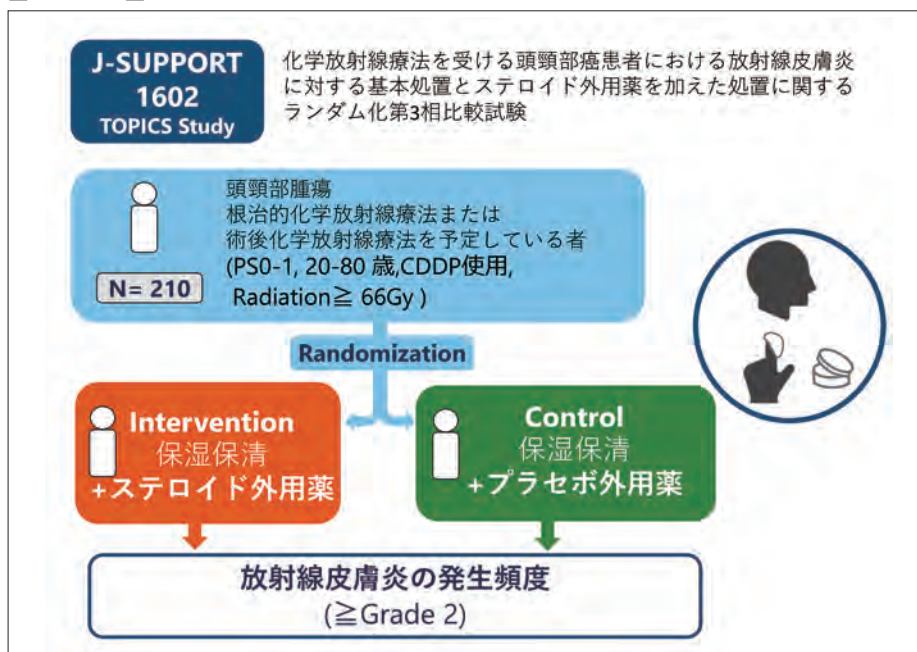 J-SUPPORT
1602
TOPICS Study
化学放射線療法を受ける頭頸部癌患者における放射線皮膚炎
に対する基本処置とステロイド外用薬を加えた処置に関する
ランダム化第3相比較試験
頭頸部腫瘍
根治的化学放射線療法または
術後化学放射線療法を予定している者
(PS0-1, 20-80 歳,CDDP使用,
Radiation≧ 66Gy )
N= 210
Randomization
Intervention
保湿保清
+ステロイド外用薬
Control
保湿保清
+プラセボ外用薬
放射線皮膚炎の発生頻度
(≧Grade 2)